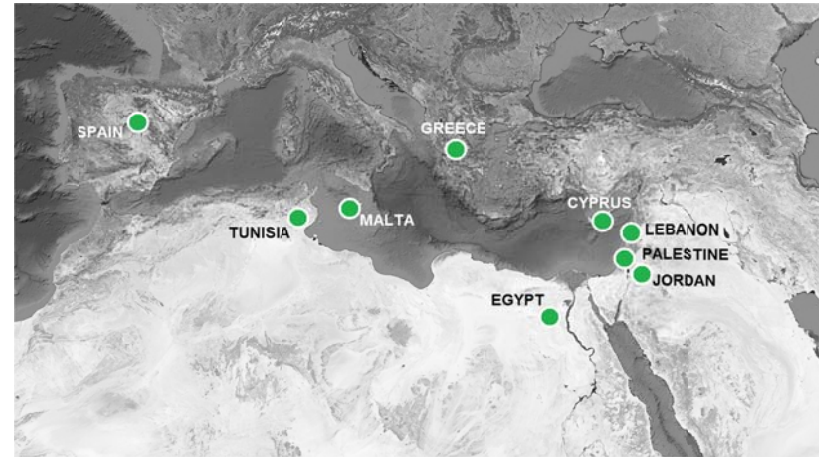 SPAIN
GREECE
CYPRUS
TUNISIA
MALTA
LEBANON
PALESTINE
JORDAN
EGYPT